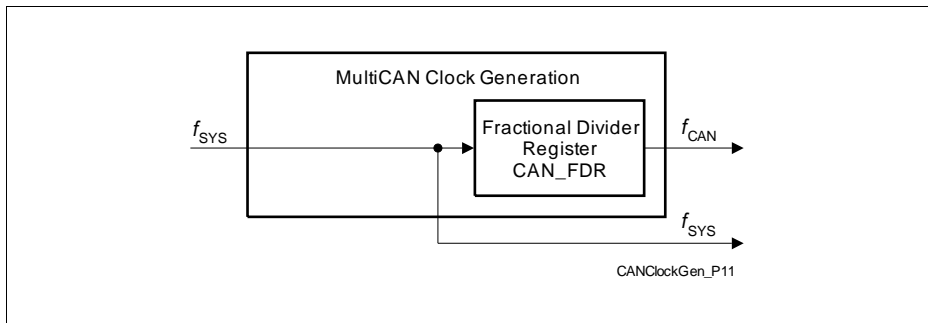 MultiCAN Clock Generation
fSYS
Fractional Divider
Register
CAN_FDR
fCAN
fSYS
CANClockGen_P11